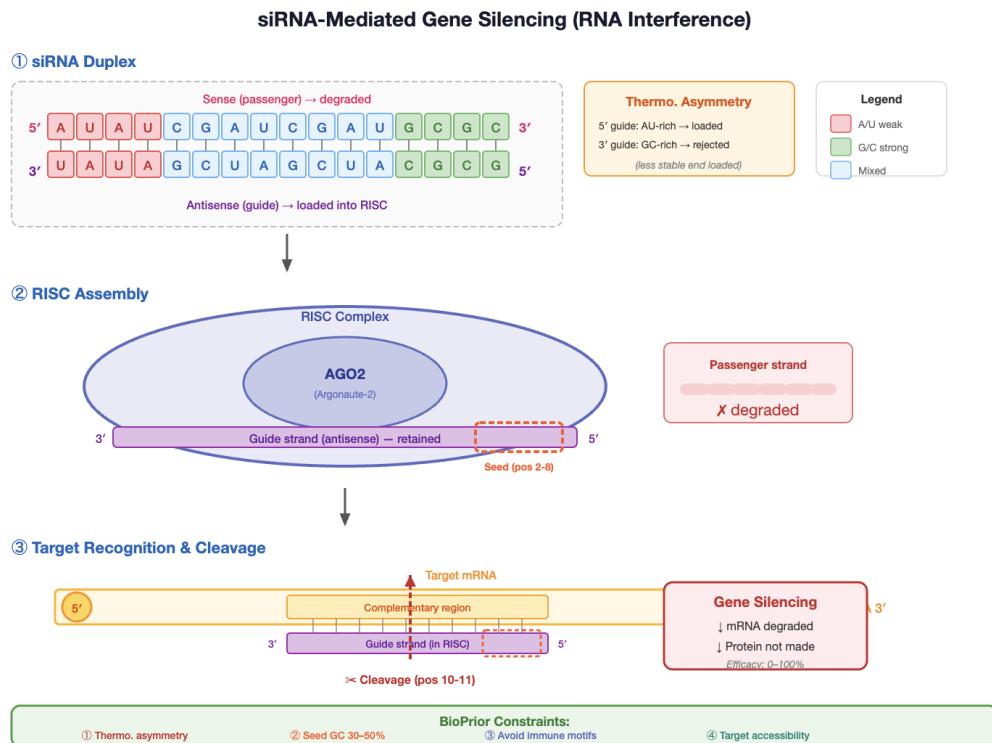 siRNA-Mediated Gene Silencing (RNA Interference)
① siRNA Duplex
Sense (passenger) → degraded
5′ A U A U C G A U C G A U G C G C 3′
3′ U A U A G C U A G C U A C G C G 5′
Antisense (guide) → loaded into RISC
Thermo. Asymmetry
5′ guide: AU-rich → loaded
3′ guide: GC-rich → rejected
(less stable end loaded)
Legend
A/U weak
G/C strong
Mixed
② RISC Assembly
RISC Complex
AGO2
(Argonaute-2)
3′ Guide strand (antisense) — retained 5′
Seed (pos 2-8)
Passenger strand
✗ degraded
③ Target Recognition & Cleavage
Target mRNA
5′ Complementary region A 3′
3′ Guide strand (in RISC) 5′
✂ Cleavage (pos 10-11)
Gene Silencing
↓ mRNA degraded
↓ Protein not made
Efficacy: 0–100%
BioPrior Constraints:
① Thermo. asymmetry ② Seed GC 30–50% ③ Avoid immune motifs ④ Target accessibility